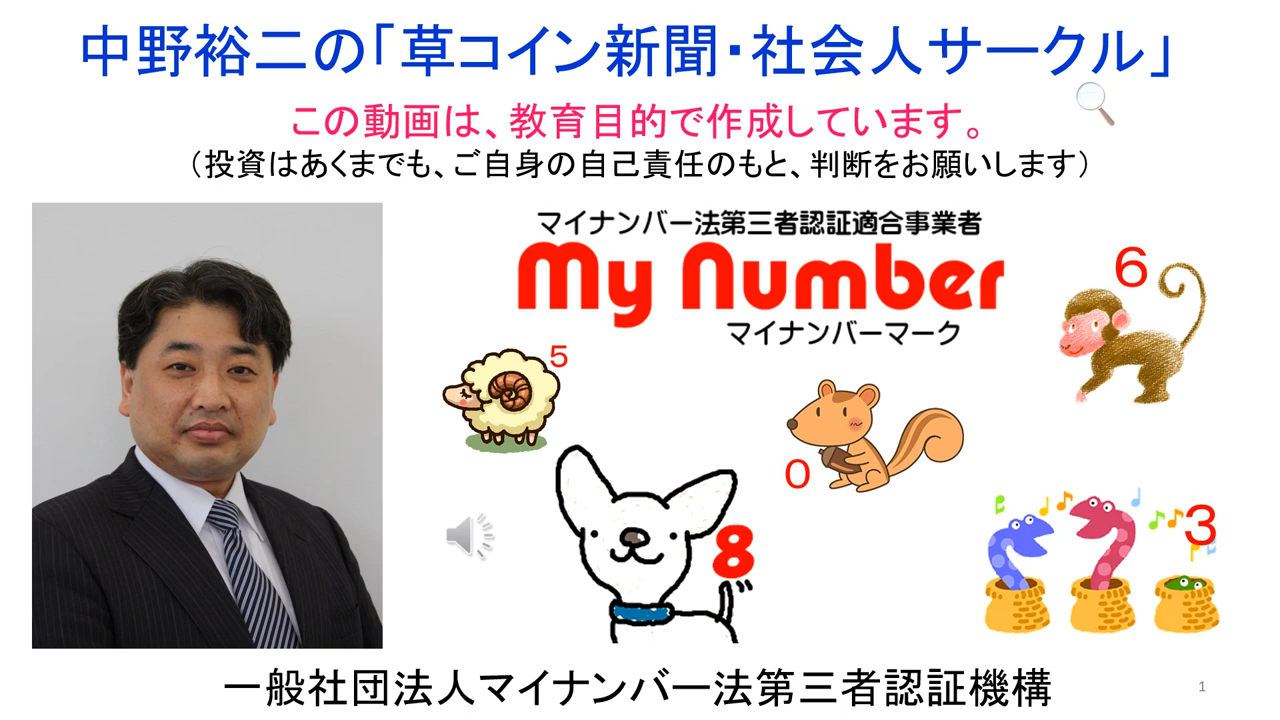 中野裕二の「草コイン新聞・社会人サークル」
この動画は、教育目的で作成しています。
（投資はあくまでも、ご自身の自己責任のもと、判断をお願いします）
マイナンバー法第三者認証適合事業者
My Number
マイナンバーマーク
6
5
0
8
3
一般社団法人マイナンバー法第三者認証機構
1